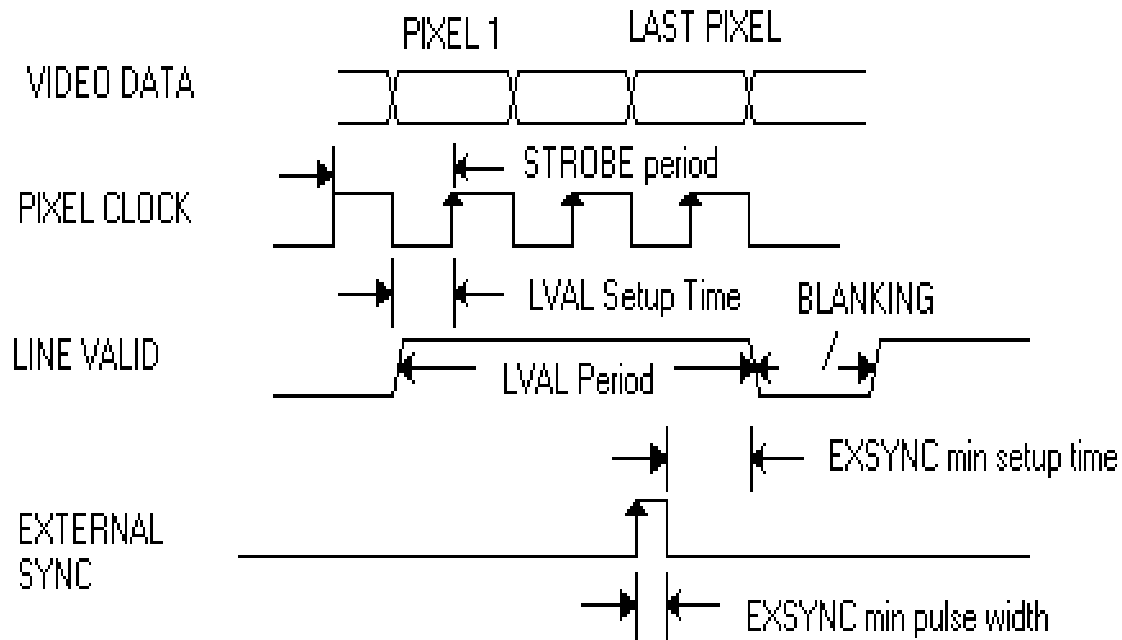 PIXEL 1
LAST PIXEL
VIDEO DATA
STROBE period
PIXEL CLOCK
LVAL Setup Time
BLANKING
LINE VALID
LVAL Period
EXSYNC min setup time
EXTERNAL
SYNC
EXSYNC min pulse width